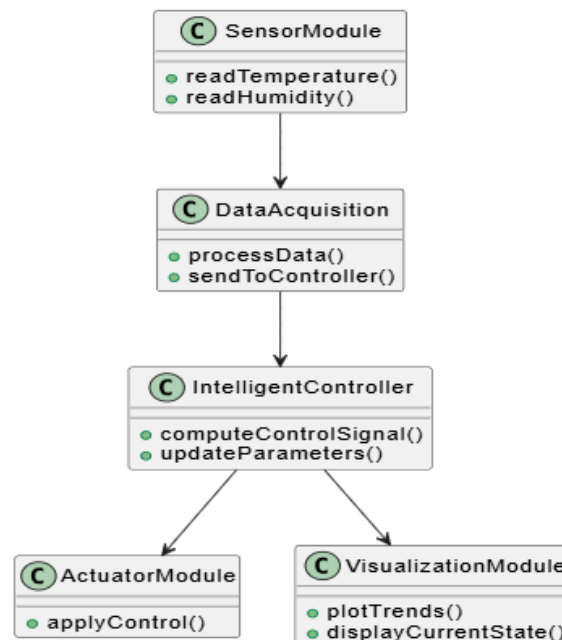 C SensorModule
readTemperature()
readHumidity()
C DataAcquisition
processData()
sendToController()
C IntelligentController
computeControlSignal()
updateParameters()
C ActuatorModule
applyControl()
C VisualizationModule
plotTrends()
displayCurrentState()